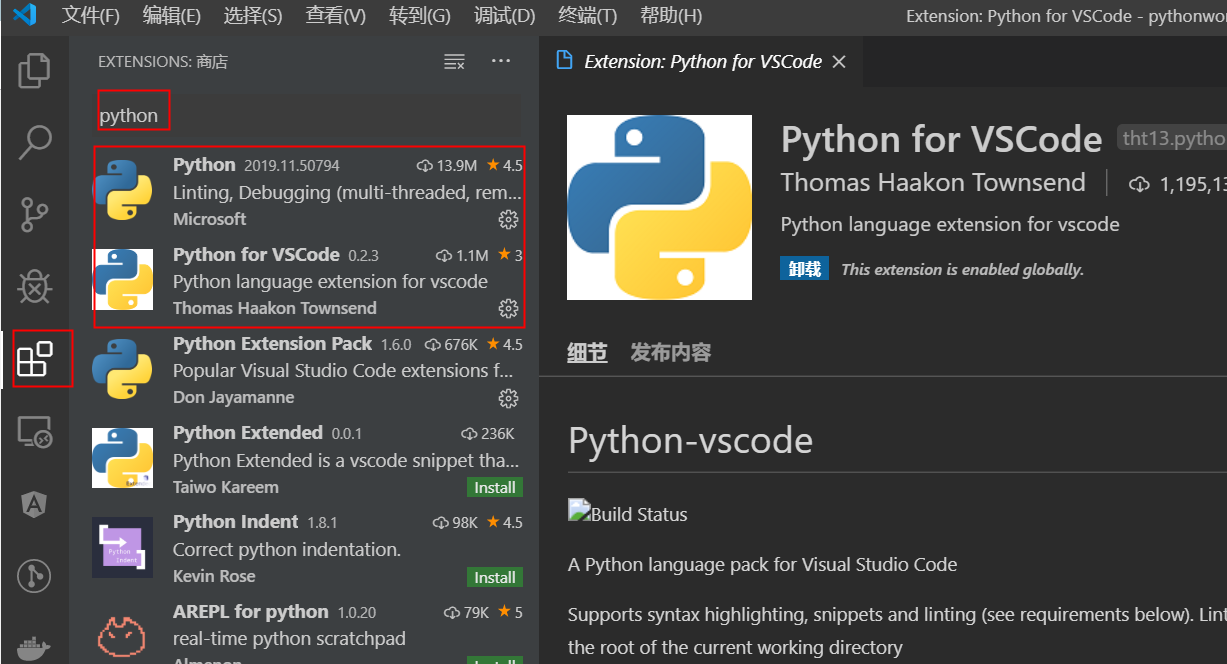 文件(F) 编辑(E) 选择(S) 查看(V) 转到(G) 调试(D) 终端(T) 帮助(H) Extension: Python for VSCode - pythonwo
EXTENSIONS: 商店
python
Python 2019.11.50794 13.9M ★ 4.5
Linting, Debugging (multi-threaded, rem...
Microsoft
Python for VSCode 0.2.3 1.1M ★ 3
Python language extension for vscode
Thomas Haakon Townsend
Python Extension Pack 1.6.0 676K ★ 4.5
Popular Visual Studio Code extensions f...
Don Jayamanne
Python Extended 0.0.1 236K
Python Extended is a vscode snippet tha...
Taiwo Kareem Install
Python Indent 1.8.1 98K ★ 4.5
Correct python indentation.
Kevin Rose Install
AREPL for python 1.0.20 79K ★ 5
real-time python scratchpad
Extension: Python for VSCode
Python for VSCode tht13.pytho
Thomas Haakon Townsend 1,195,13
Python language extension for vscode
卸载 This extension is enabled globally.
细节 发布内容
Python-vscode
Build Status
A Python language pack for Visual Studio Code
Supports syntax highlighting, snippets and linting (see requirements below). Lint
the root of the current working directory